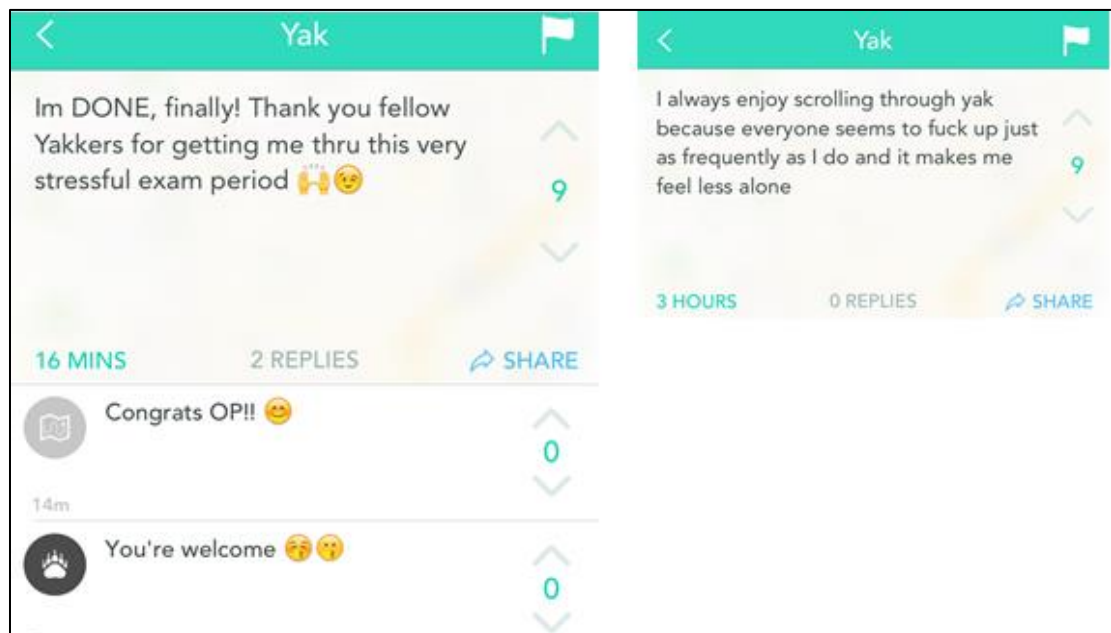 Yak
Im DONE, finally! Thank you fellow
Yakkers for getting me thru this very
stressful exam period 🙌😉
9
16 MINS 2 REPLIES SHARE
Congrats OP!! 😊
0
14m
You're welcome 😚😗
0
Yak
I always enjoy scrolling through yak
because everyone seems to fuck up just
as frequently as I do and it makes me
feel less alone
9
3 HOURS 0 REPLIES SHARE